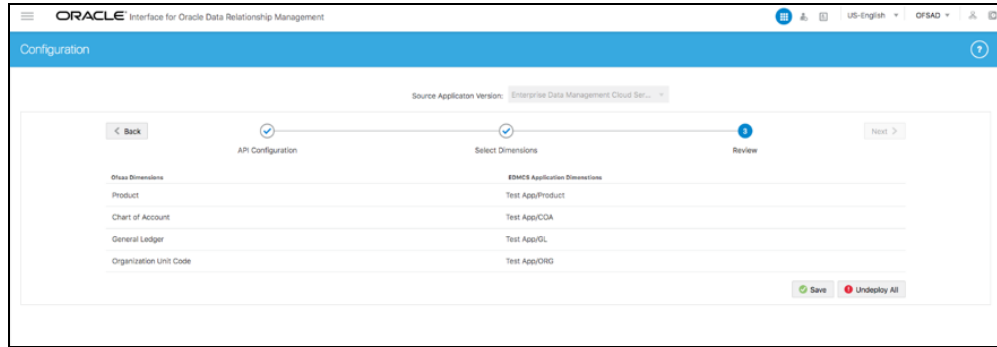 ORACLE Interface for Oracle Data Relationship Management
US-English
OFSAD
Configuration
?
Source Applicaton Version: Enterprise Data Management Cloud Ser...
< Back
3
Next >
API Configuration
Select Dimensions
Review
Ofsaa Dimensions EDMCS Application Dimenstions
Product Test App/Product
Chart of Account Test App/COA
General Ledger Test App/GL
Organization Unit Code Test App/ORG
Save
Undeploy All